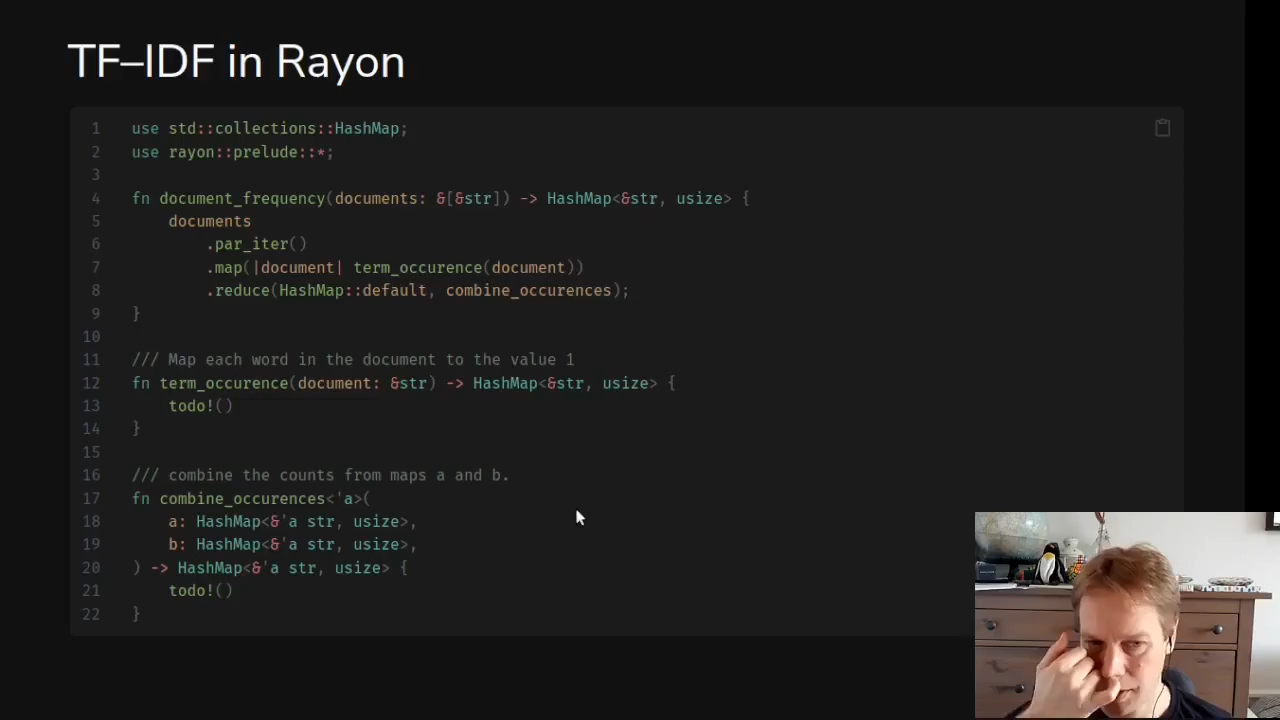 TF–IDF in Rayon
1 use std::collections::HashMap;
2 use rayon::prelude::*;
3
4 fn document_frequency(documents: &[&str]) -> HashMap<&str, usize> {
5     documents
6         .par_iter()
7         .map(|document| term_occurence(document))
8         .reduce(HashMap::default, combine_occurences);
9 }
10
11 /// Map each word in the document to the value 1
12 fn term_occurence(document: &str) -> HashMap<&str, usize> {
13     todo!()
14 }
15
16 /// combine the counts from maps a and b.
17 fn combine_occurences<'a>(
18     a: HashMap<&'a str, usize>,
19     b: HashMap<&'a str, usize>,
20 ) -> HashMap<&'a str, usize> {
21     todo!()
22 }